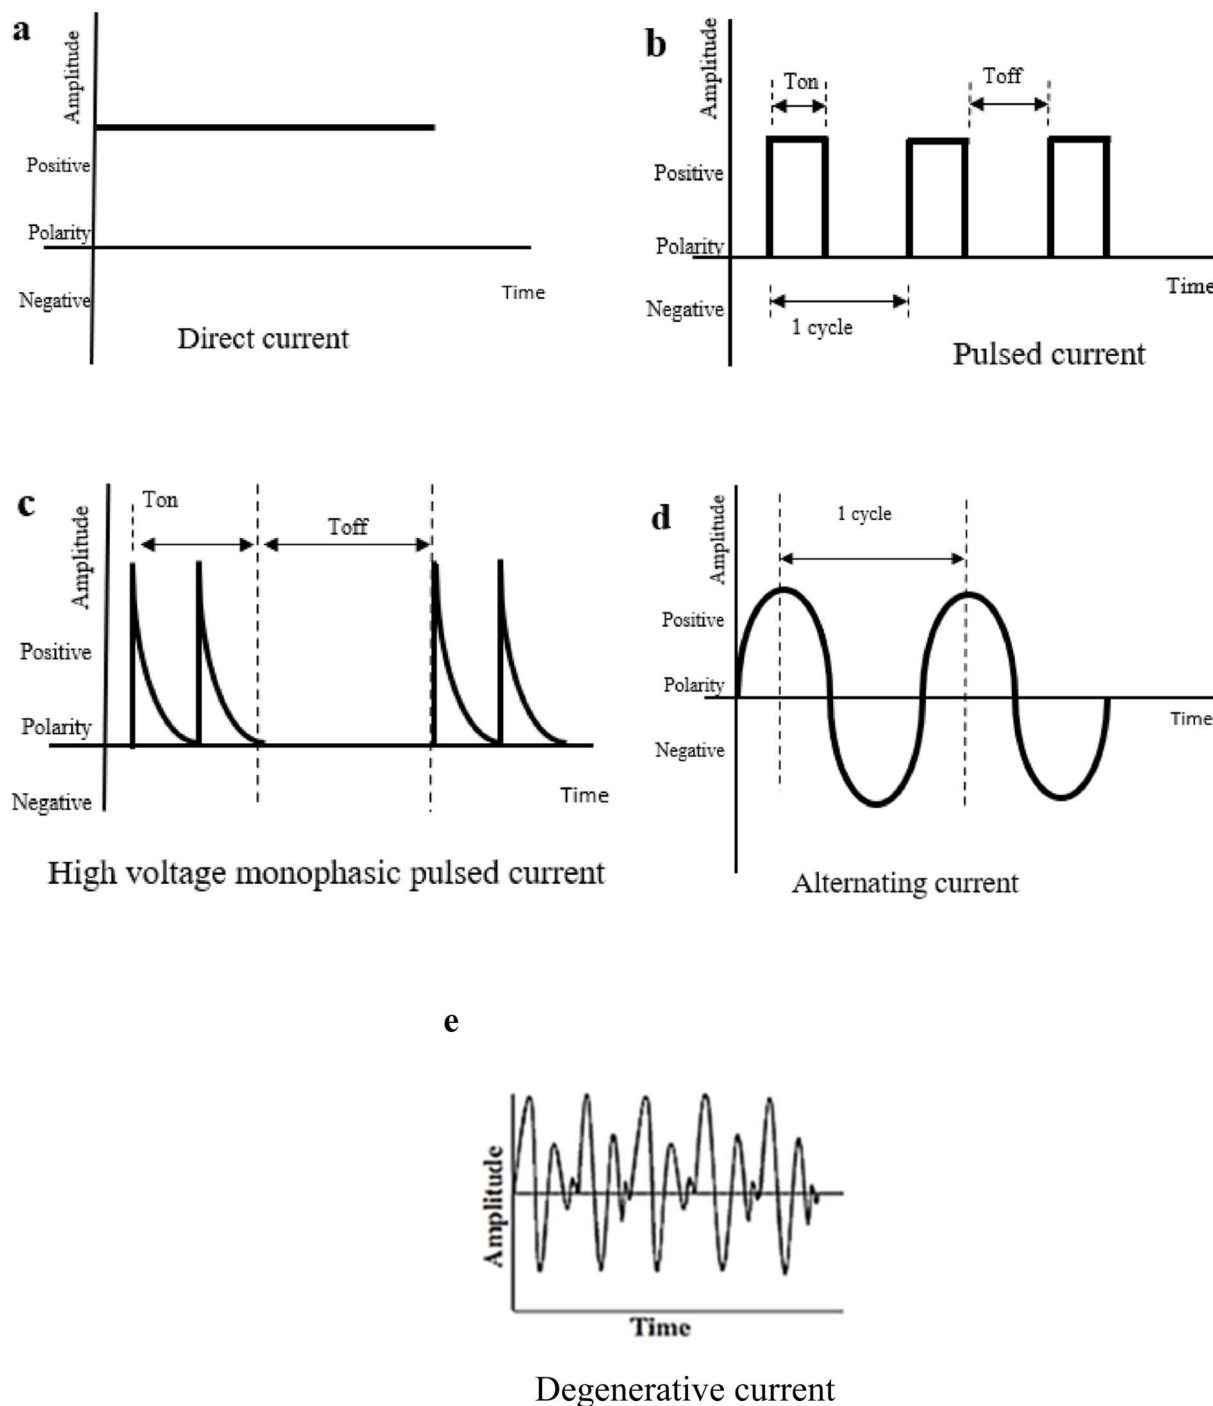 a
Amplitude
Positive
Polarity
Negative
Time
Direct current
b
Amplitude
Ton
Toff
Positive
Polarity
Negative
Time
1 cycle
Pulsed current
c
Amplitude
Ton
Toff
Positive
Polarity
Negative
Time
High voltage monophasic pulsed current
d
Amplitude
1 cycle
Positive
Polarity
Negative
Time
Alternating current
e
Amplitude
Time
Degenerative current